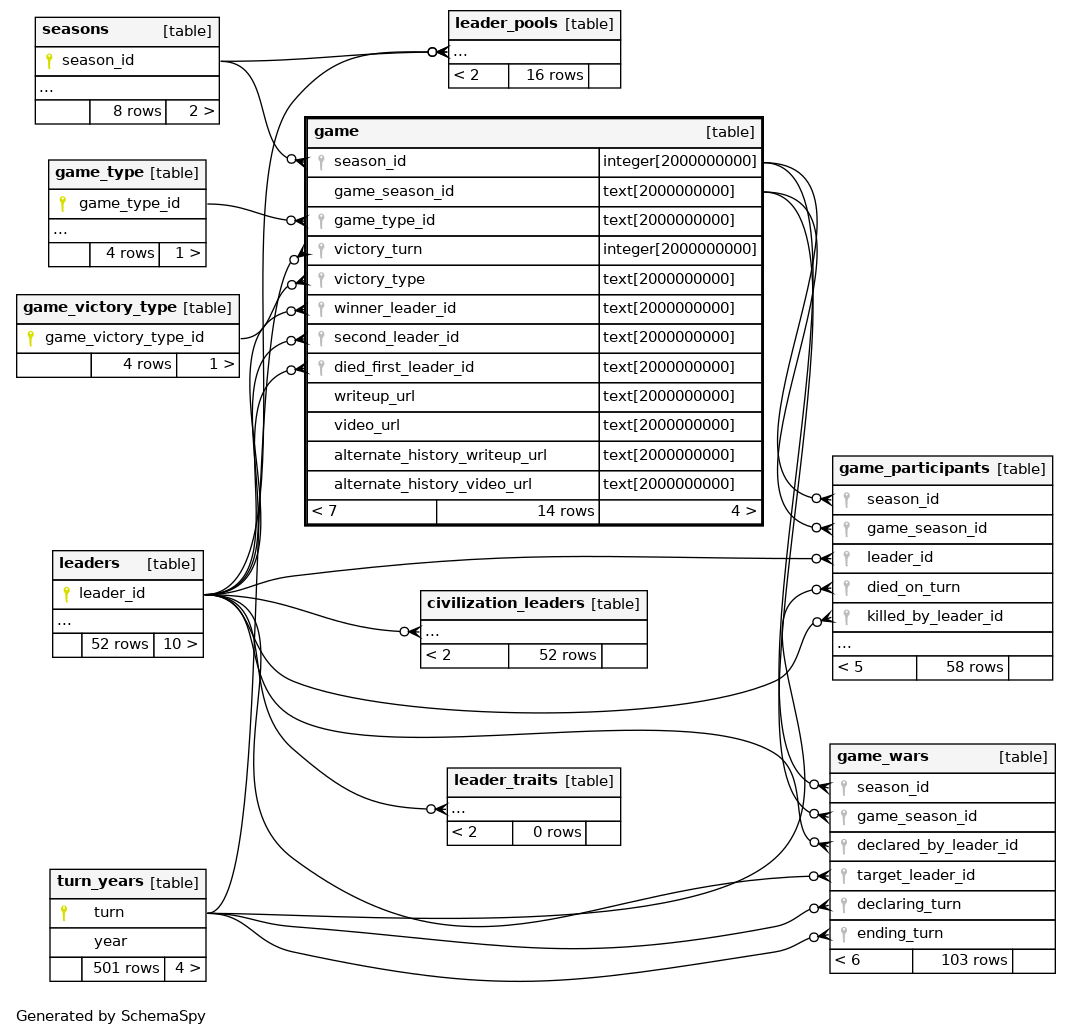 seasons [table]
season_id
...
8 rows 2 >
leader_pools [table]
...
< 2 16 rows
game [table]
season_id integer[2000000000]
game_season_id text[2000000000]
game_type_id text[2000000000]
victory_turn integer[2000000000]
victory_type text[2000000000]
winner_leader_id text[2000000000]
second_leader_id text[2000000000]
died_first_leader_id text[2000000000]
writeup_url text[2000000000]
video_url text[2000000000]
alternate_history_writeup_url text[2000000000]
alternate_history_video_url text[2000000000]
< 7 14 rows 4 >
game_type [table]
game_type_id
...
4 rows 1 >
game_victory_type [table]
game_victory_type_id
4 rows 1 >
game_participants [table]
season_id
game_season_id
leader_id
died_on_turn
killed_by_leader_id
...
< 5 58 rows
leaders [table]
leader_id
...
52 rows 10 >
civilization_leaders [table]
...
< 2 52 rows
leader_traits [table]
...
< 2 0 rows
game_wars [table]
season_id
game_season_id
declared_by_leader_id
target_leader_id
declaring_turn
ending_turn
< 6 103 rows
turn_years [table]
turn
year
501 rows 4 >
Generated by SchemaSpy